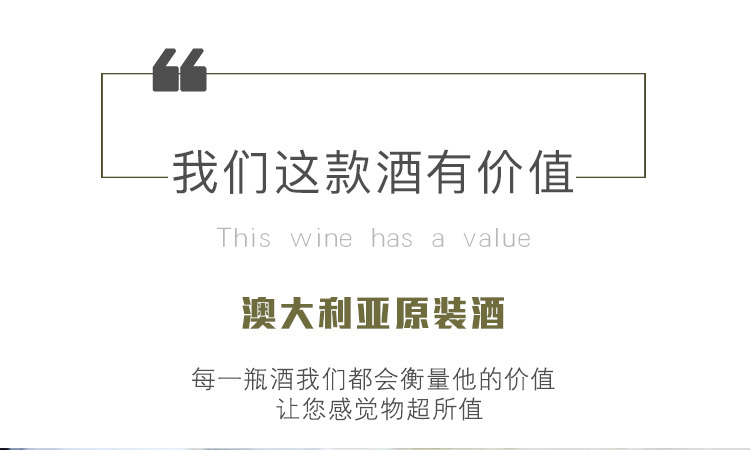 我们这款酒有价值
This wine has a value
澳大利亚原装酒
每一瓶酒我们都会衡量他的价值
让您感觉物超所值